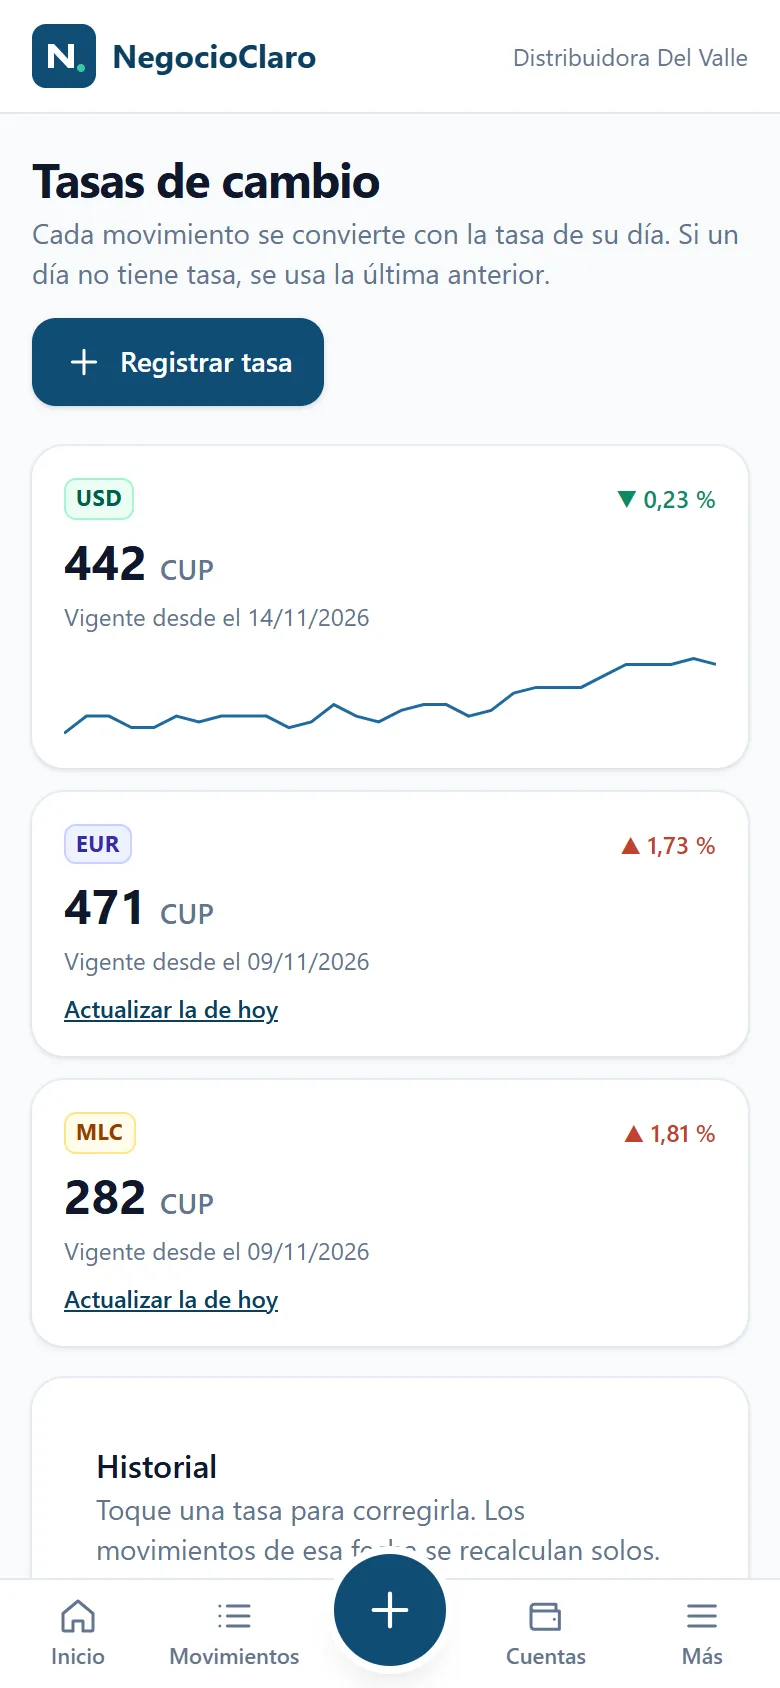 N.
NegocioClaro
Distribuidora Del Valle
Tasas de cambio
Cada movimiento se convierte con la tasa de su día. Si un
día no tiene tasa, se usa la última anterior.
+ Registrar tasa
USD
▼ 0,23 %
442 CUP
Vigente desde el 14/11/2026
EUR
▲ 1,73 %
471 CUP
Vigente desde el 09/11/2026
Actualizar la de hoy
MLC
▲ 1,81 %
282 CUP
Vigente desde el 09/11/2026
Actualizar la de hoy
Historial
Toque una tasa para corregirla. Los
movimientos de esa fecha se recalculan solos.
Inicio
Movimientos
Cuentas
Más